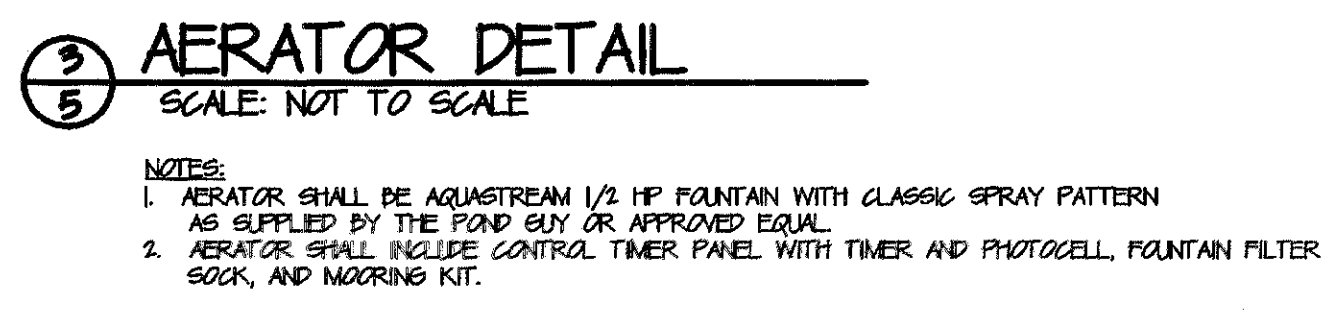 3
AERATOR DETAIL
5
SCALE: NOT TO SCALE
NOTES:
1. AERATOR SHALL BE AQUASTREAM 1/2 HP FOUNTAIN WITH CLASSIC SPRAY PATTERN
AS SUPPLIED BY THE POND GUY OR APPROVED EQUAL.
2. AERATOR SHALL INCLUDE CONTROL TIMER PANEL WITH TIMER AND PHOTOCELL, FOUNTAIN FILTER
SOCK, AND MOORING KIT.